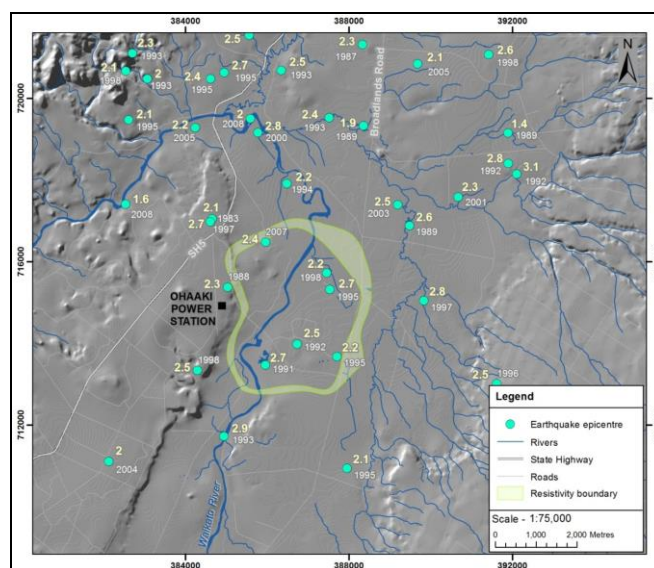 384000 388000 392000
2.5
2.3 1993
2.3 1987
2.6 1998
N
2.1 1998
2 1993
2.4 1995
2.7 1995
2.5 1993
2.1 2005
Broadlands Road
720000 720000
2.1 1995
2.2 2005
2 2008
2.8 2000
2.4 1993
1.9 1989
1.4 1989
2.8 1992
3.1 1992
2.2 1994
1.6 2008
2.1 1983
2.7 1997
2.5 2003
2.3 2001
2.6 1989
SH5
2.4 2007
716000 716000
2.3 1988
2.2 1998
2.7 1995
2.8 1997
OHAAKI
POWER
STATION
2.5 1992
2.2 1995
2.5 1998
2.7 1991
2.5 1996
712000 712000
2.9 1993
2 2004
2.1 1995
Waikato River
Legend
Earthquake epicentre
Rivers
State Highway
Roads
Resistivity boundary
Scale - 1:75,000
0 1,000 2,000 Metres
384000 388000 392000